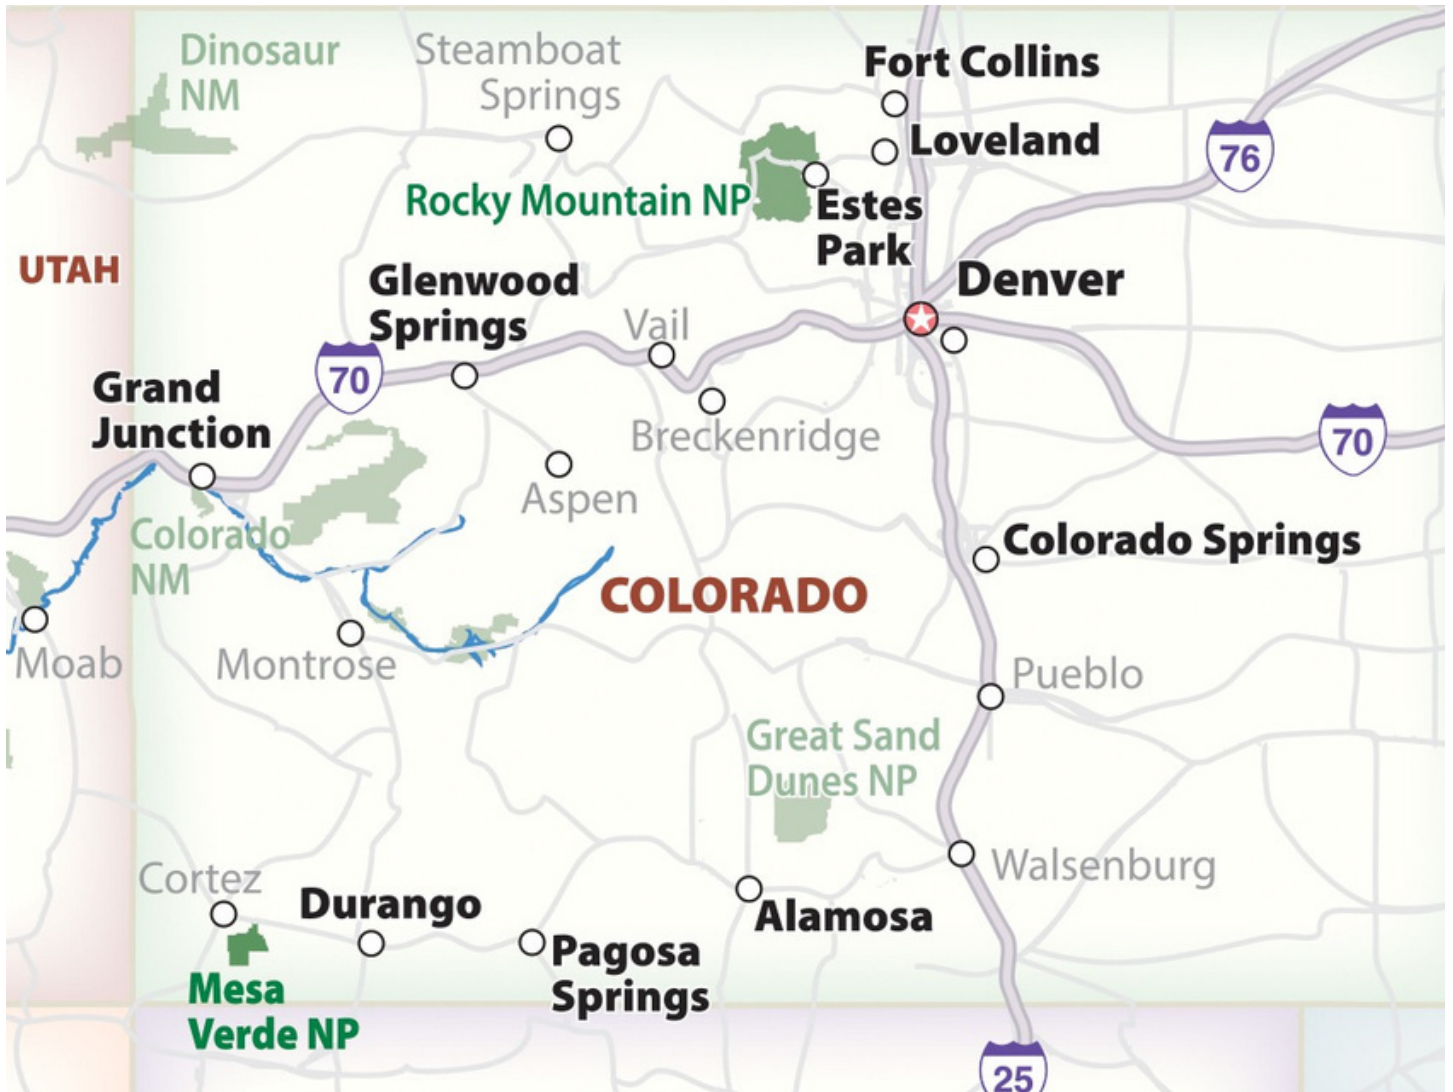 Dinosaur
NM
Steamboat
Springs
Fort Collins
Loveland
76
Rocky Mountain NP
Estes
Park
UTAH
Glenwood
Springs
Denver
Vail
70
Grand
Junction
Breckenridge
70
Aspen
Colorado
NM
Colorado Springs
COLORADO
Moab
Montrose
Pueblo
Great Sand
Dunes NP
Cortez
Walsenburg
Durango
Alamosa
Pagosa
Springs
Mesa
Verde NP
25